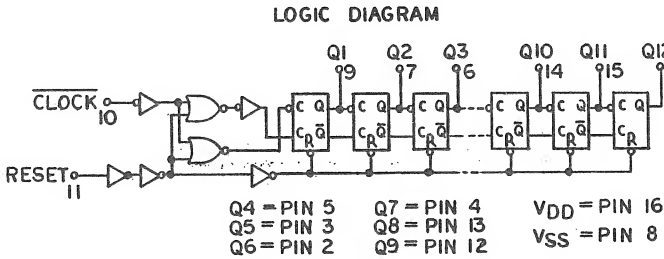 LOGIC DIAGRAM
Q1 Q2 Q3 Q10 Q11 Q12
9 7 6 14 15
CLOCK
10
C Q C Q C Q C Q C Q C Q
C Q̅ C Q̅ C Q̅ C Q̅ C Q̅ C
R R R R R R
RESET
11
Q4 = PIN 5 Q7 = PIN 4 VDD = PIN 16
Q5 = PIN 3 Q8 = PIN 13 VSS = PIN 8
Q6 = PIN 2 Q9 = PIN 12